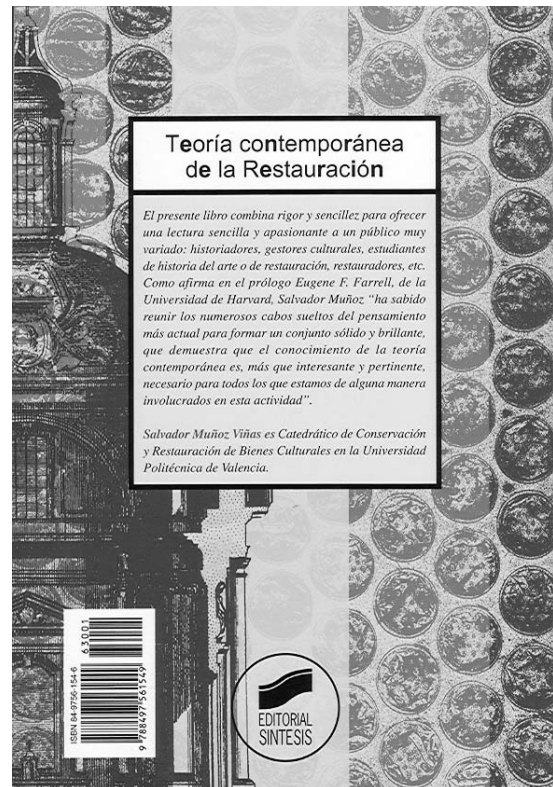 Teoría contemporánea
de la Restauración
El presente libro combina rigor y sencillez para ofrecer
una lectura sencilla y apasionante a un público muy
variado: historiadores, gestores culturales, estudiantes
de historia del arte o de restauración, restauradores, etc.
Como afirma en el prólogo Eugene F. Farrell, de la
Universidad de Harvard, Salvador Muñoz “ha sabido
reunir los numerosos cabos sueltos del pensamiento
más actual para formar un conjunto sólido y brillante,
que demuestra que el conocimiento de la teoría
contemporánea es, más que interesante y pertinente,
necesario para todos los que estamos de alguna manera
involucrados en esta actividad”.
Salvador Muñoz Viñas es Catedrático de Conservación
y Restauración de Bienes Culturales en la Universidad
Politécnica de Valencia.
63001
ISBN 84-9756-154-6
9 788497 561549
EDITORIAL
SINTESIS